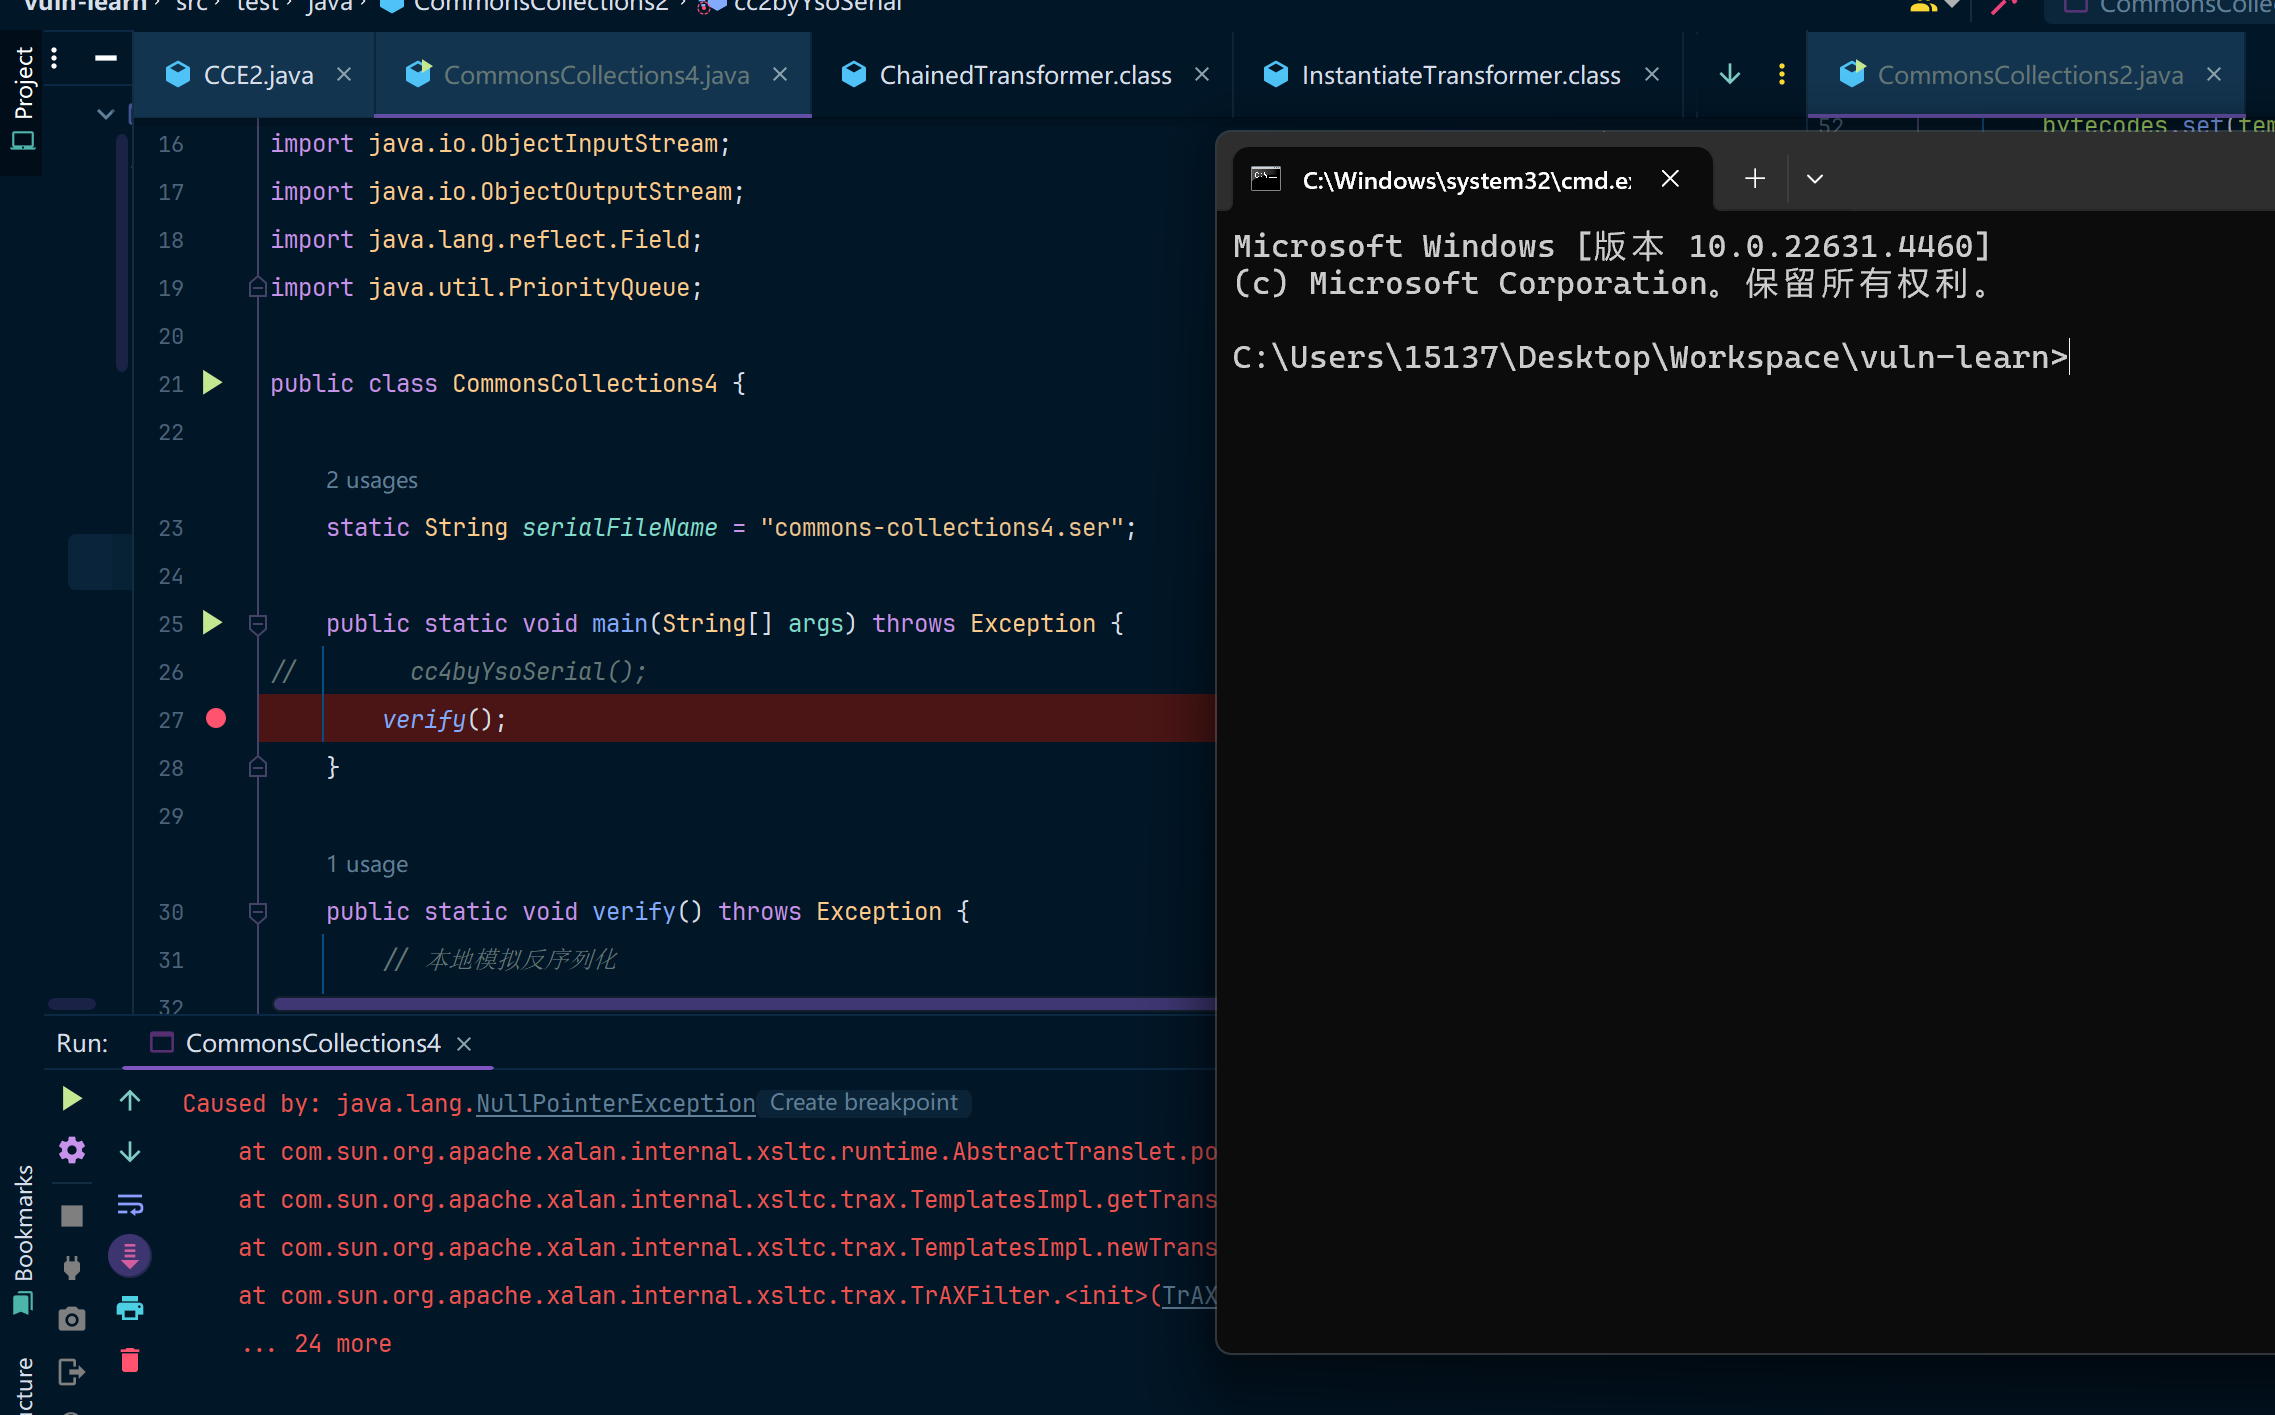 vuln-learn › src › test › java › CommonsCollections2 › cc2byYsoSerial
Project
CCE2.java
CommonsCollections4.java
ChainedTransformer.class
InstantiateTransformer.class
CommonsCollections2.java
16 import java.io.ObjectInputStream;
17 import java.io.ObjectOutputStream;
18 import java.lang.reflect.Field;
19 import java.util.PriorityQueue;
20
21 public class CommonsCollections4 {
22
2 usages
23 static String serialFileName = "commons-collections4.ser";
24
25 public static void main(String[] args) throws Exception {
26 // cc4byYsoSerial();
27 verify();
28 }
29
1 usage
30 public static void verify() throws Exception {
31 // 本地模拟反序列化
32
52 bytecodes.set(tem
C:\Windows\system32\cmd.e
Microsoft Windows [版本 10.0.22631.4460]
(c) Microsoft Corporation。保留所有权利。
C:\Users\15137\Desktop\Workspace\vuln-learn>
Run: CommonsCollections4
Caused by: java.lang.NullPointerException Create breakpoint
at com.sun.org.apache.xalan.internal.xsltc.runtime.AbstractTranslet.po
at com.sun.org.apache.xalan.internal.xsltc.trax.TemplatesImpl.getTrans
at com.sun.org.apache.xalan.internal.xsltc.trax.TemplatesImpl.newTrans
at com.sun.org.apache.xalan.internal.xsltc.trax.TrAXFilter.<init>(TrAX
... 24 more
Bookmarks
ucture